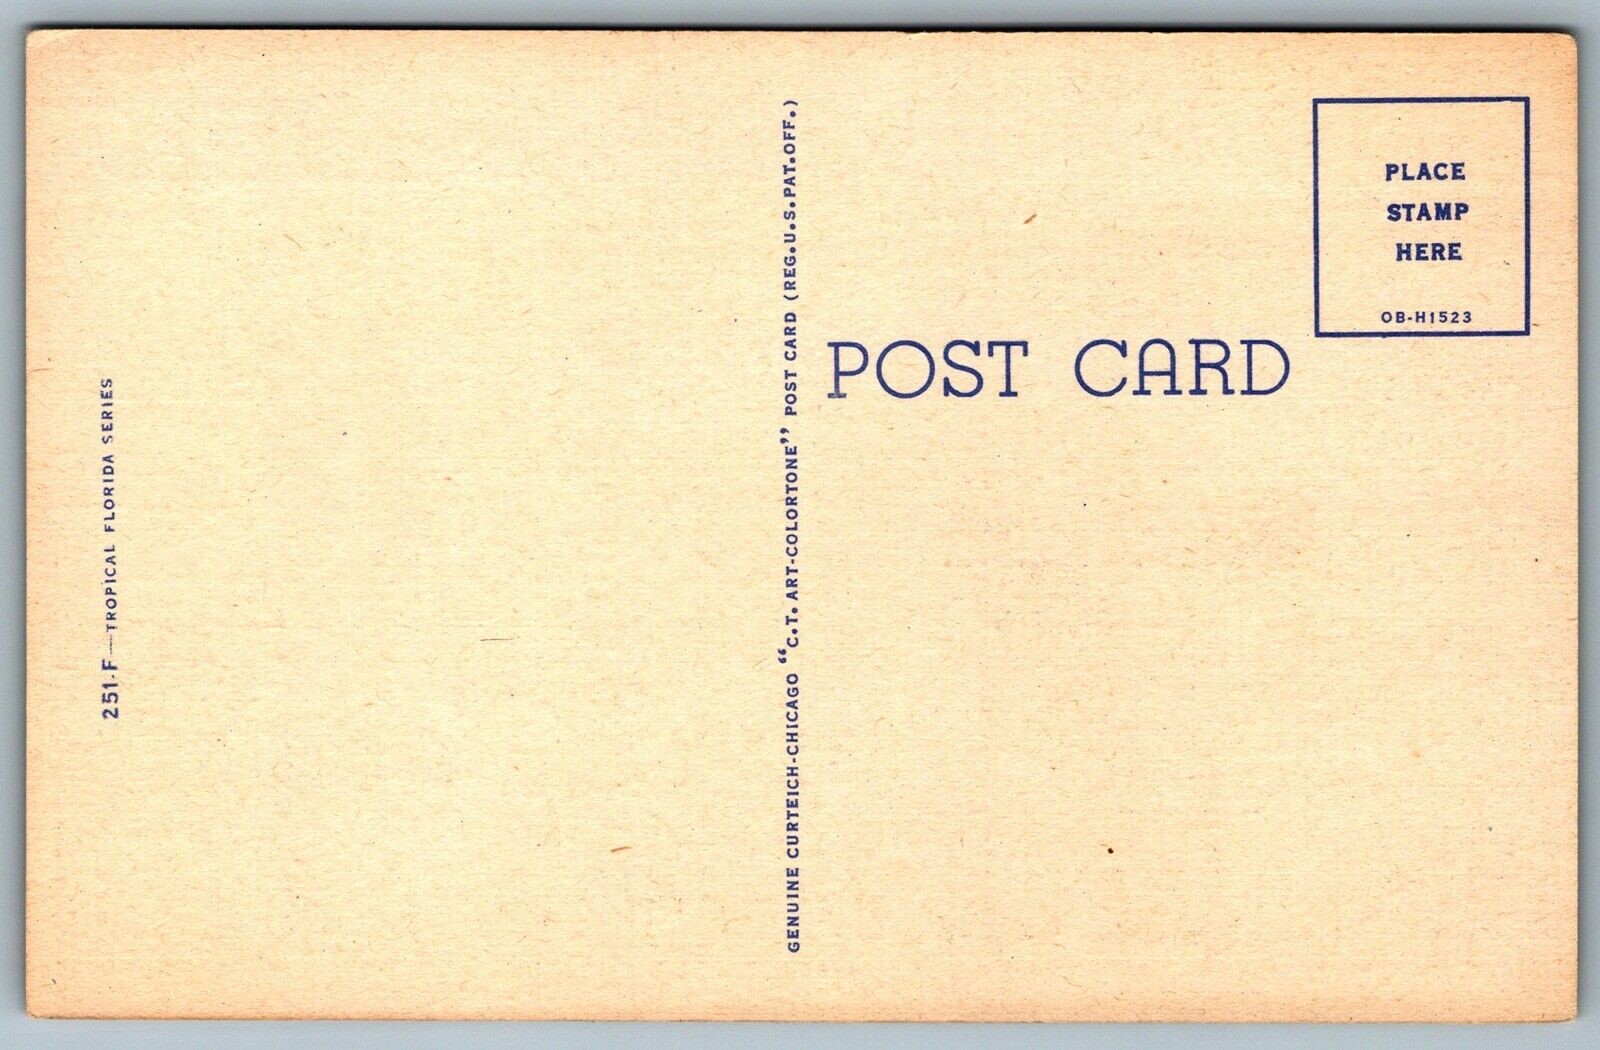 251-F—TROPICAL FLORIDA SERIES
GENUINE CURTEICH-CHICAGO "C.T. ART-COLORTONE" POST CARD (REG.U.S.PAT.OFF.)
POST CARD
PLACE
STAMP
HERE
OB-H1523